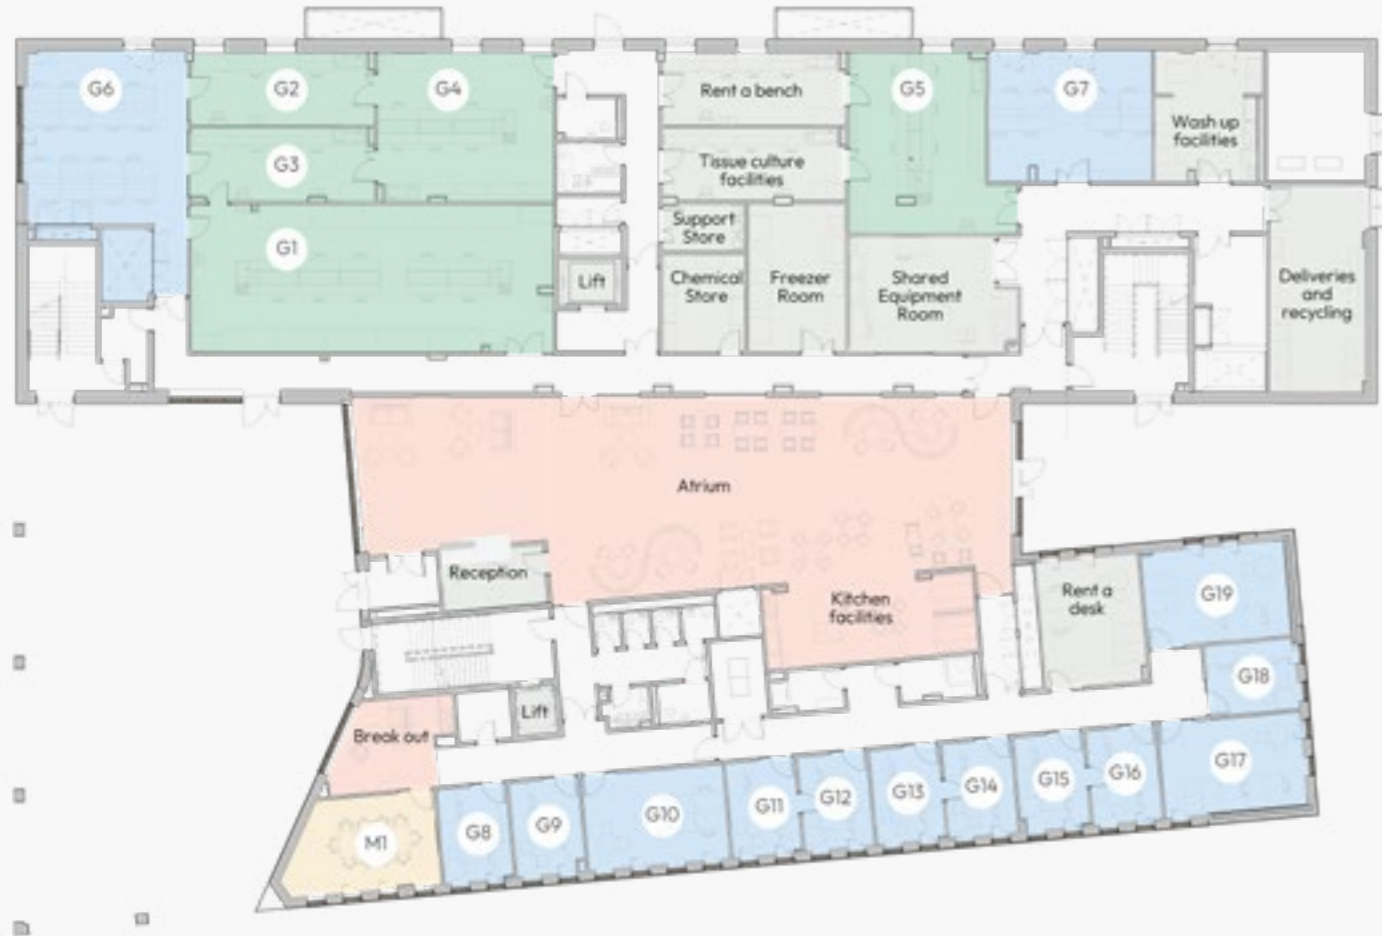 G6
G2
G4
Rent a bench
G5
G7
Wash up
facilities
G3
Tissue culture
facilities
G1
Support
Store
Lift
Chemical
Store
Freezer
Room
Shared
Equipment
Room
Deliveries
and
recycling
Atrium
Reception
Kitchen
facilities
Rent a
desk
G19
G18
Break out
Lift
G17
M1
G8
G9
G10
G11
G12
G13
G14
G15
G16